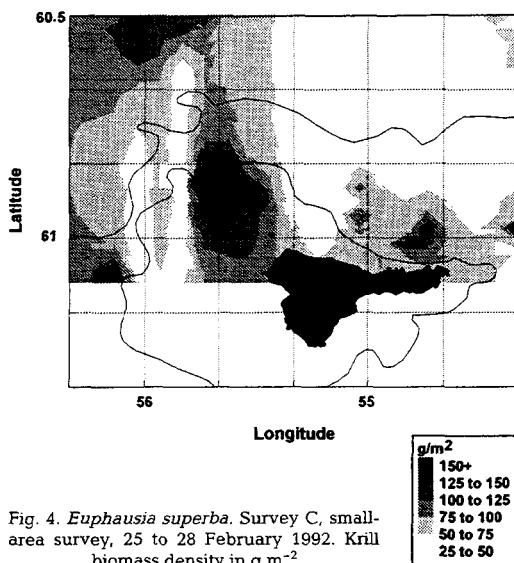 60.5
Latitude
61
56
55
Longitude
g/m2
150+
125 to 150
100 to 125
75 to 100
50 to 75
25 to 50
Fig. 4. Euphausia superba. Survey C, small-
area survey, 25 to 28 February 1992. Krill
biomass density in g m−2